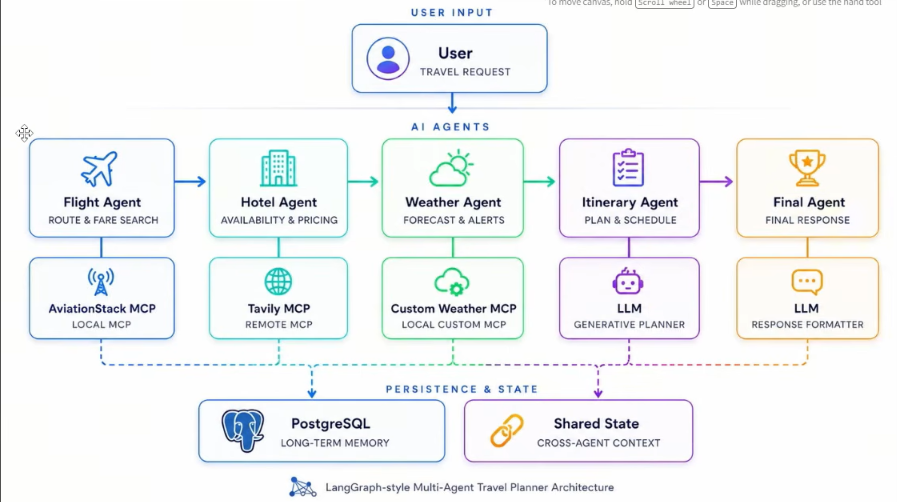 To move canvas, hold Scroll wheel or Space while dragging, or use the hand tool
USER INPUT
User
TRAVEL REQUEST
AI AGENTS
Flight Agent
ROUTE & FARE SEARCH
Hotel Agent
AVAILABILITY & PRICING
Weather Agent
FORECAST & ALERTS
Itinerary Agent
PLAN & SCHEDULE
Final Agent
FINAL RESPONSE
AviationStack MCP
LOCAL MCP
Tavily MCP
REMOTE MCP
Custom Weather MCP
LOCAL CUSTOM MCP
LLM
GENERATIVE PLANNER
LLM
RESPONSE FORMATTER
PERSISTENCE & STATE
PostgreSQL
LONG-TERM MEMORY
Shared State
CROSS-AGENT CONTEXT
LangGraph-style Multi-Agent Travel Planner Architecture